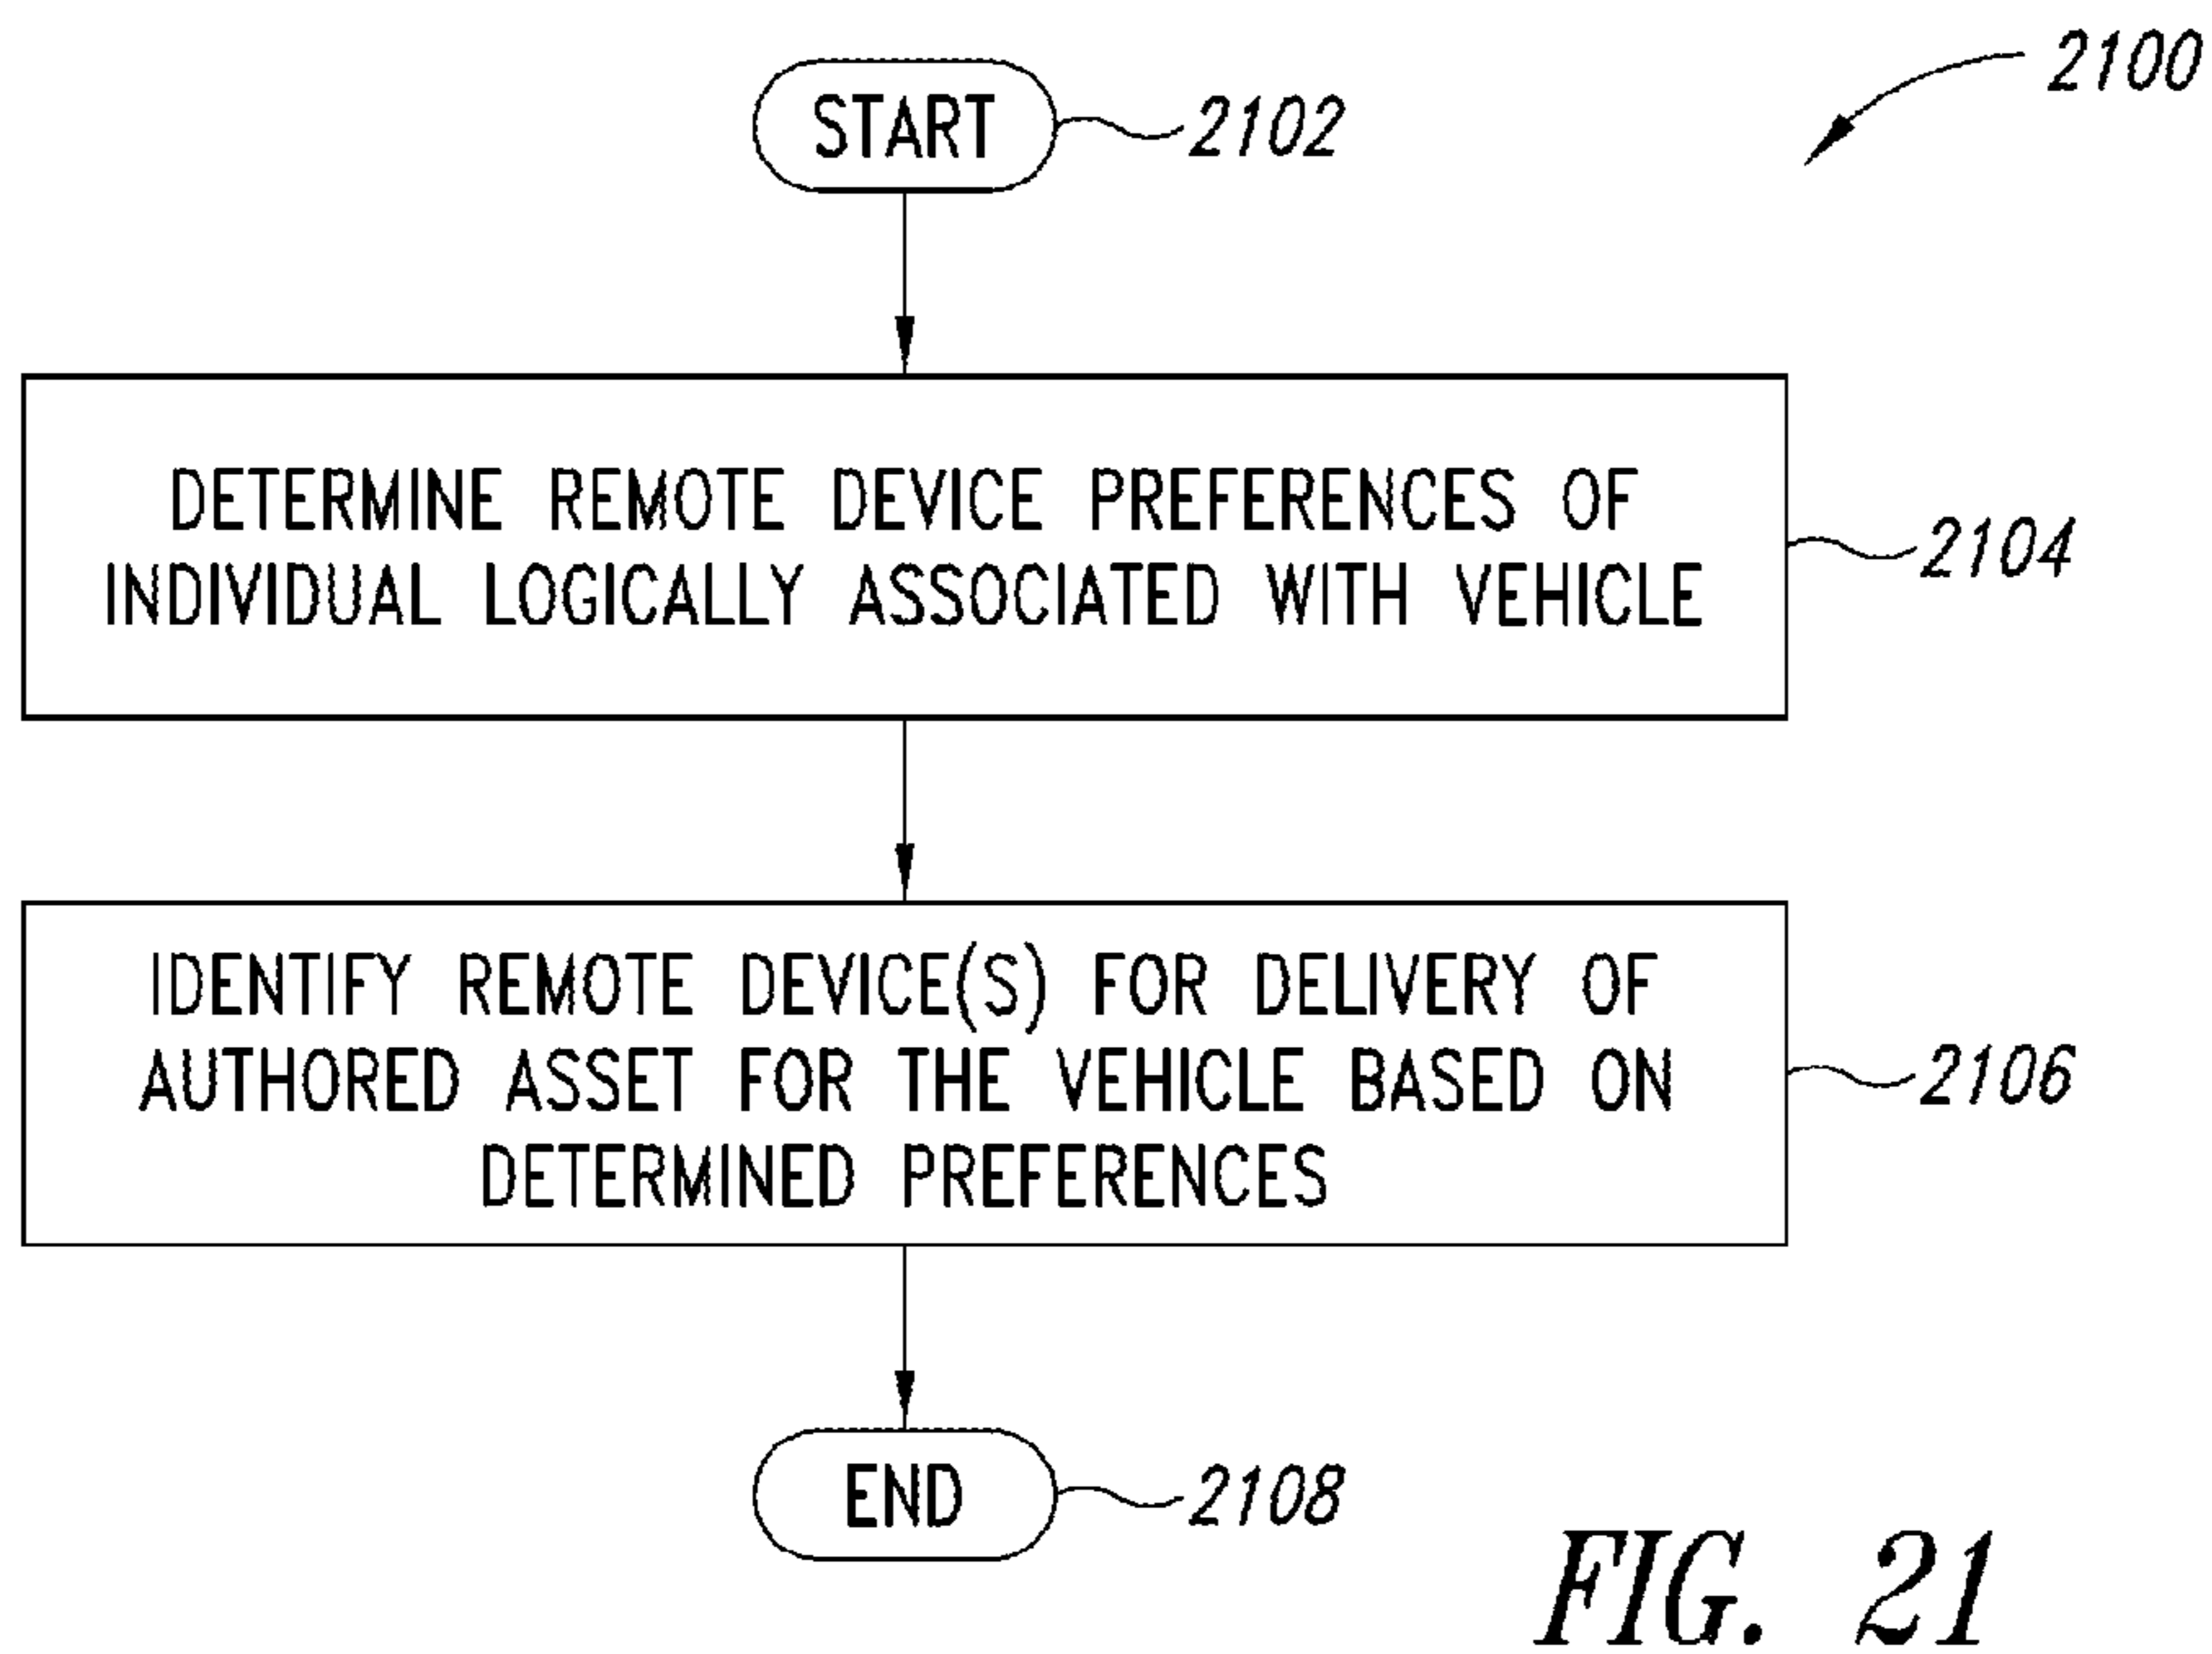 2100
START
2102
DETERMINE REMOTE DEVICE PREFERENCES OF
INDIVIDUAL LOGICALLY ASSOCIATED WITH VEHICLE
2104
IDENTIFY REMOTE DEVICE(S) FOR DELIVERY OF
AUTHORED ASSET FOR THE VEHICLE BASED ON
DETERMINED PREFERENCES
2106
END
2108
FIG. 21